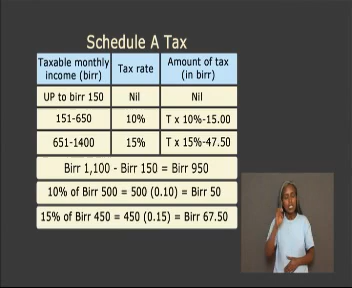 Schedule A Tax
Taxable monthly income (birr) Tax rate Amount of tax (in birr)
UP to birr 150 Nil Nil
151-650 10% T x 10%-15.00
651-1400 15% T x 15%-47.50
Birr 1,100 - Birr 150 = Birr 950
10% of Birr 500 = 500 (0.10) = Birr 50
15% of Birr 450 = 450 (0.15) = Birr 67.50